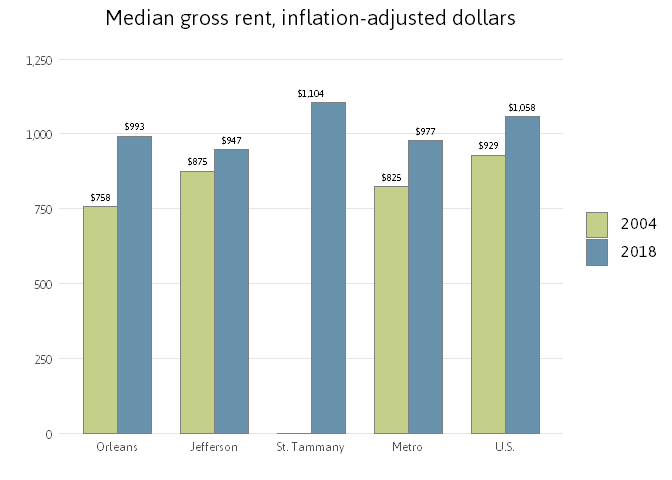 Median gross rent, inflation-adjusted dollars
1,250
1,000
750
500
250
0
$758
$993
$875
$947
$1,104
$825
$977
$929
$1,058
Orleans
Jefferson
St. Tammany
Metro
U.S.
2004
2018